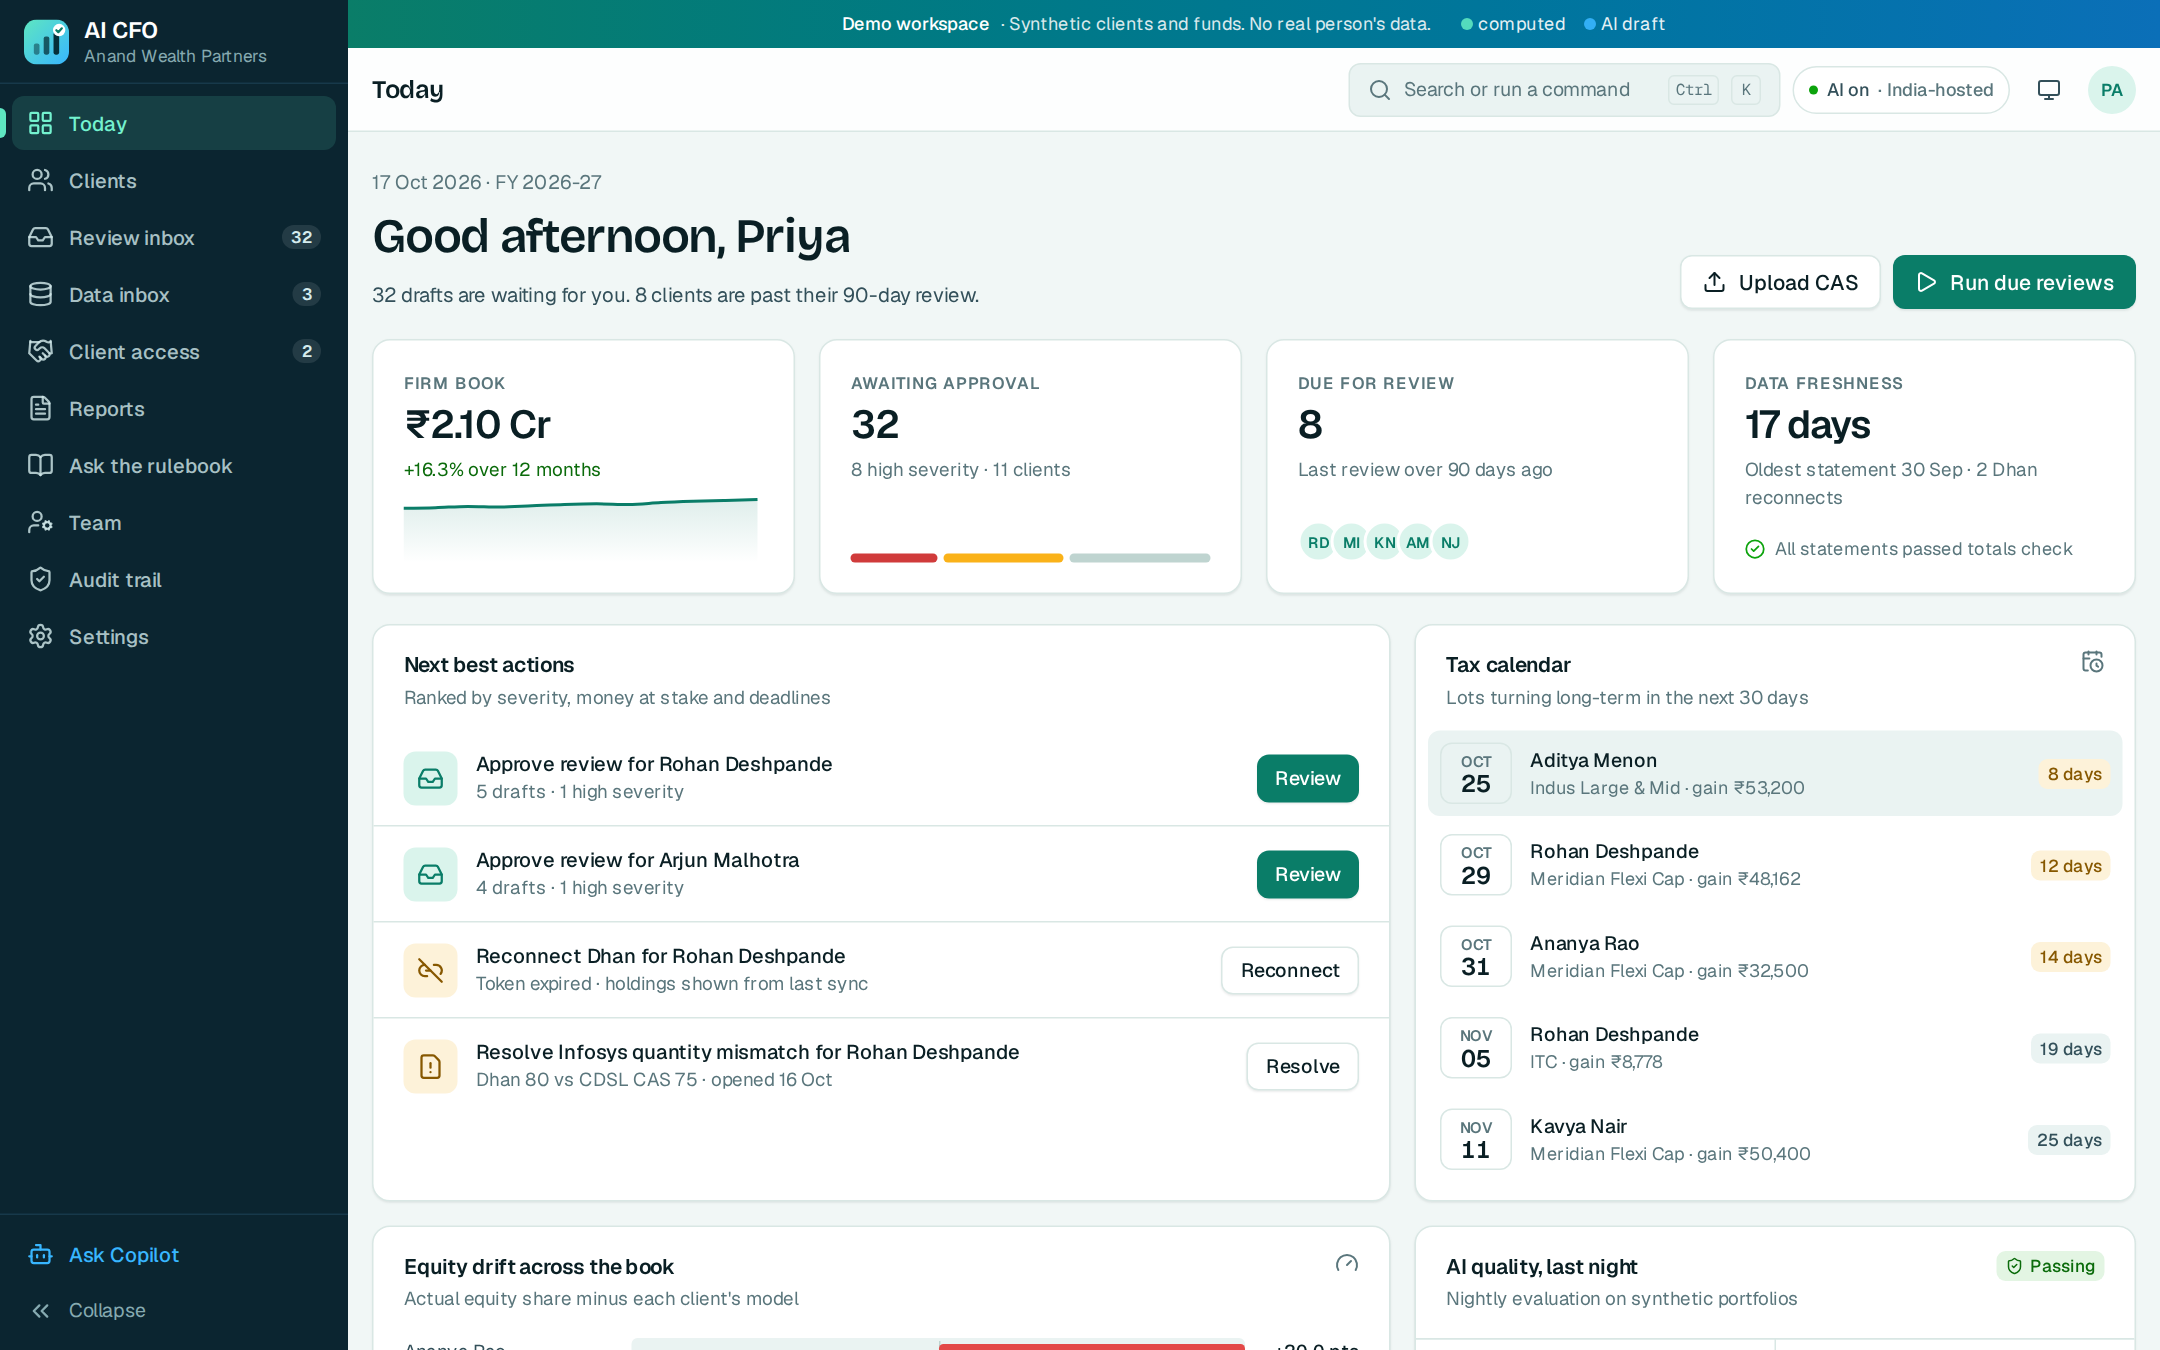 AI CFO
Anand Wealth Partners
Demo workspace · Synthetic clients and funds. No real person's data. computed AI draft
Today
Search or run a command Ctrl K
AI on · India-hosted
PA
Today
Clients
Review inbox 32
Data inbox 3
Client access 2
Reports
Ask the rulebook
Team
Audit trail
Settings
Ask Copilot
Collapse
17 Oct 2026 · FY 2026-27
Good afternoon, Priya
32 drafts are waiting for you. 8 clients are past their 90-day review.
Upload CAS
Run due reviews
FIRM BOOK
₹2.10 Cr
+16.3% over 12 months
AWAITING APPROVAL
32
8 high severity · 11 clients
DUE FOR REVIEW
8
Last review over 90 days ago
RD MI KN AM NJ
DATA FRESHNESS
17 days
Oldest statement 30 Sep · 2 Dhan
reconnects
All statements passed totals check
Next best actions
Ranked by severity, money at stake and deadlines
Approve review for Rohan Deshpande
5 drafts · 1 high severity
Review
Approve review for Arjun Malhotra
4 drafts · 1 high severity
Review
Reconnect Dhan for Rohan Deshpande
Token expired · holdings shown from last sync
Reconnect
Resolve Infosys quantity mismatch for Rohan Deshpande
Dhan 80 vs CDSL CAS 75 · opened 16 Oct
Resolve
Tax calendar
Lots turning long-term in the next 30 days
OCT
25
Aditya Menon
Indus Large & Mid · gain ₹53,200
8 days
OCT
29
Rohan Deshpande
Meridian Flexi Cap · gain ₹48,162
12 days
OCT
31
Ananya Rao
Meridian Flexi Cap · gain ₹32,500
14 days
NOV
05
Rohan Deshpande
ITC · gain ₹8,778
19 days
NOV
11
Kavya Nair
Meridian Flexi Cap · gain ₹50,400
25 days
Equity drift across the book
Actual equity share minus each client's model
AI quality, last night
Nightly evaluation on synthetic portfolios
Passing